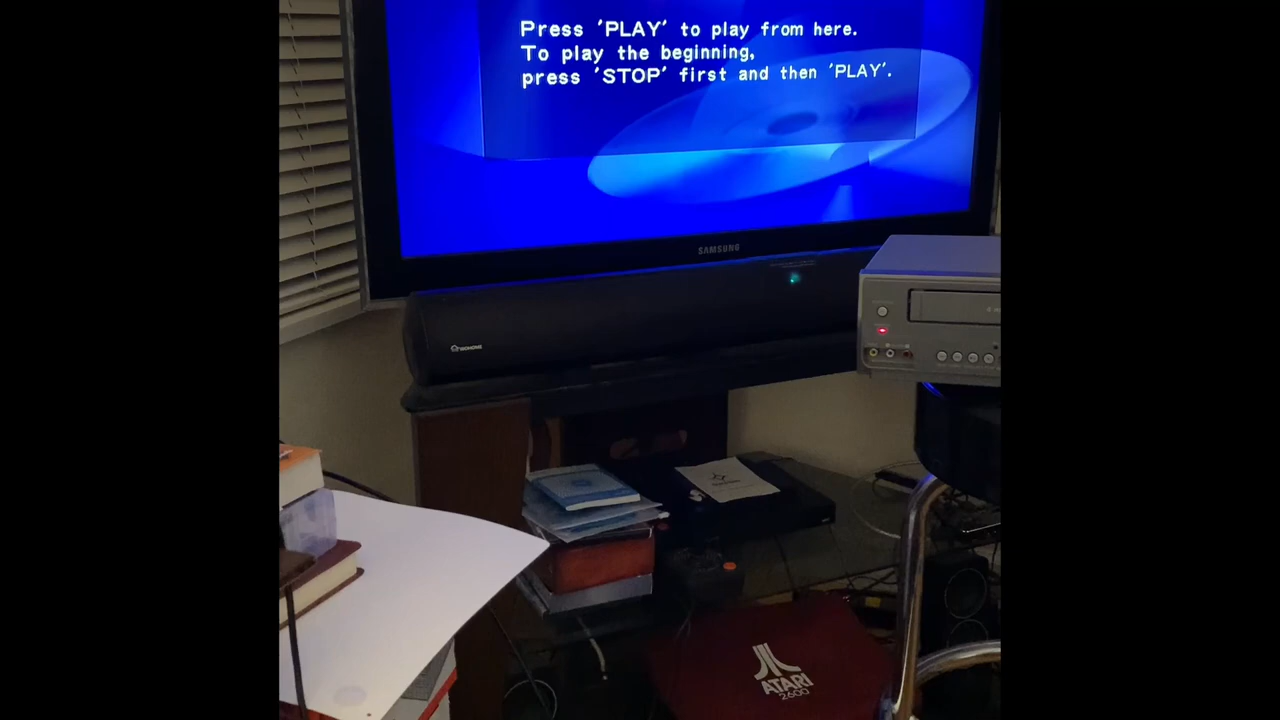 Press 'PLAY' to play from here.
To play the beginning,
press 'STOP' first and then 'PLAY'.
SAMSUNG
ATARI
2600